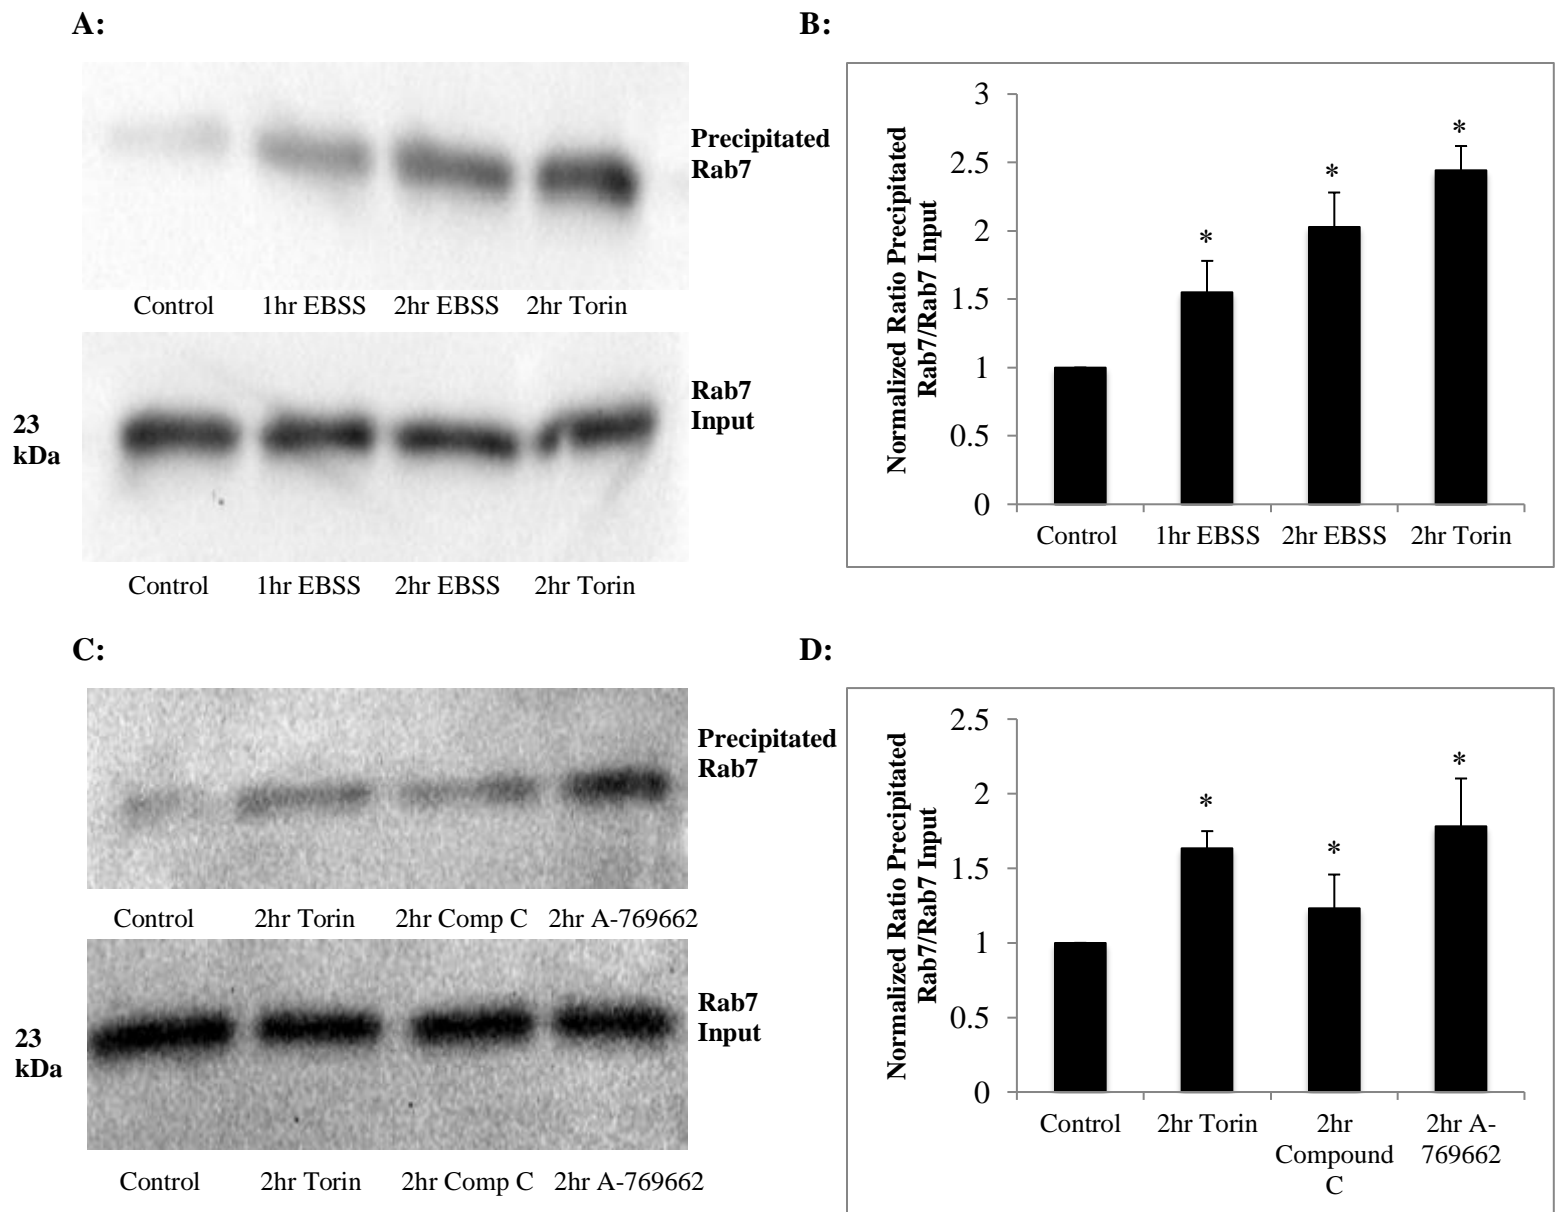 A:
Precipitated
Rab7
Control 1hr EBSS 2hr EBSS 2hr Torin
Rab7
Input
23
kDa
Control 1hr EBSS 2hr EBSS 2hr Torin
B:
Normalized Ratio Precipitated
Rab7/Rab7 Input
3
2.5
2
1.5
1
0.5
0
*
*
*
Control 1hr EBSS 2hr EBSS 2hr Torin
C:
Precipitated
Rab7
Control 2hr Torin 2hr Comp C 2hr A-769662
Rab7
Input
23
kDa
Control 2hr Torin 2hr Comp C 2hr A-769662
D:
Normalized Ratio Precipitated
Rab7/Rab7 Input
2.5
2
1.5
1
0.5
0
*
*
*
Control 2hr Torin 2hr
Compound
C
2hr A-
769662